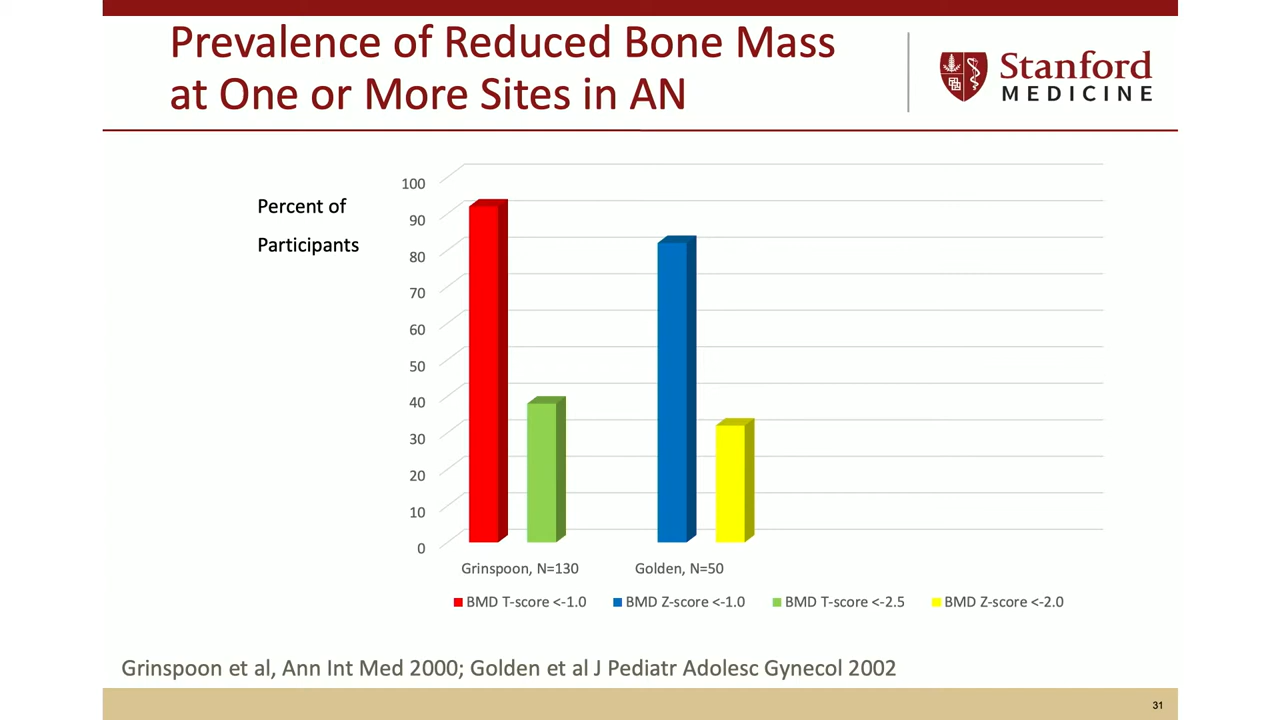 Prevalence of Reduced Bone Mass
at One or More Sites in AN
Stanford
MEDICINE
Percent of
Participants
100
90
80
70
60
50
40
30
20
10
0
Grinspoon, N=130
Golden, N=50
BMD T-score <-1.0
BMD Z-score <-1.0
BMD T-score <-2.5
BMD Z-score <-2.0
Grinspoon et al, Ann Int Med 2000; Golden et al J Pediatr Adolesc Gynecol 2002
31